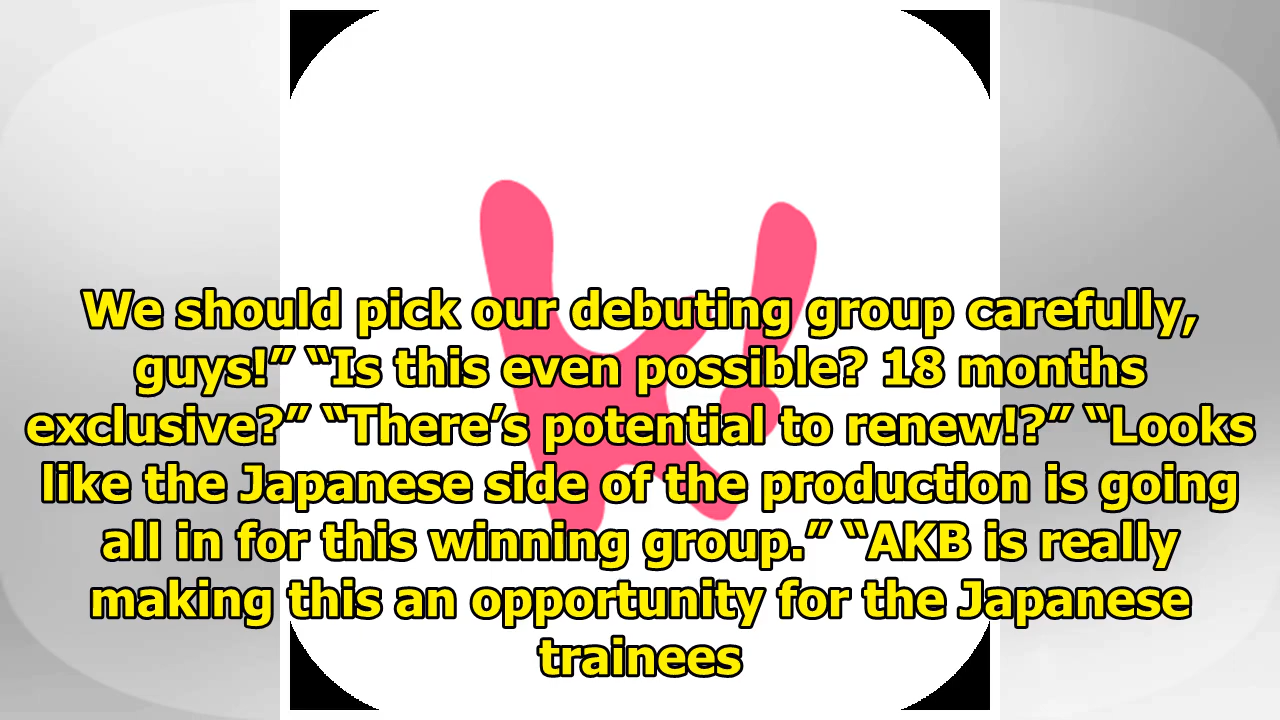 We should pick our debuting group carefully,
guys!” “Is this even possible? 18 months
exclusive?” “There’s potential to renew!?” “Looks
like the Japanese side of the production is going
all in for this winning group.” “AKB is really
making this an opportunity for the Japanese
trainees